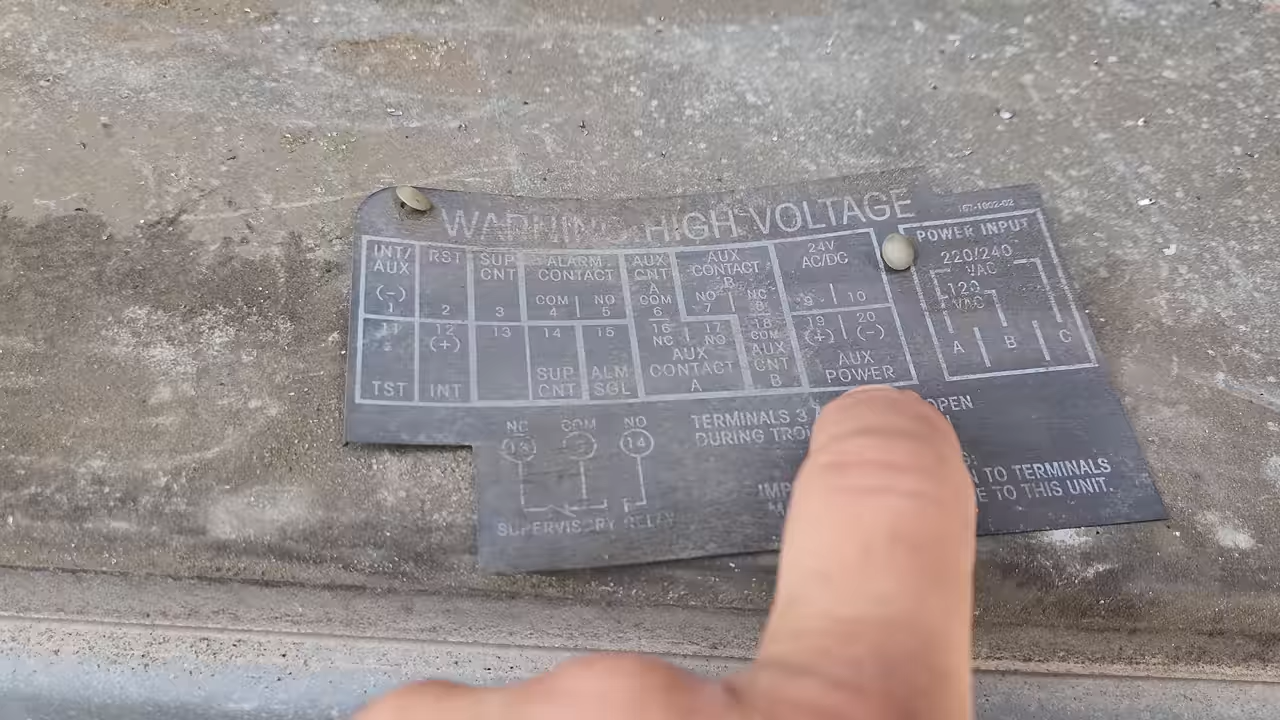 WARNING HIGH VOLTAGE
167-1002-02
INT/ AUX RST SUP CNT ALARM CONTACT AUX CNT A AUX CONTACT B 24V AC/DC
(-) 1 2 3 COM 4 NO 5 COM 6 NO 7 NC 8 9 10
11 12 (+) 13 14 15 16 NC 17 NO 18 COM 19 (+) 20 (-)
TST INT SUP CNT ALM SGL AUX CONTACT A AUX CNT B AUX POWER
POWER INPUT
220/240 VAC
120 VAC
A B C
NC COM NO
13 3 14
SUPERVISORY RELAY
TERMINALS 3 OPEN
DURING
TO TERMINALS
TO THIS UNIT.